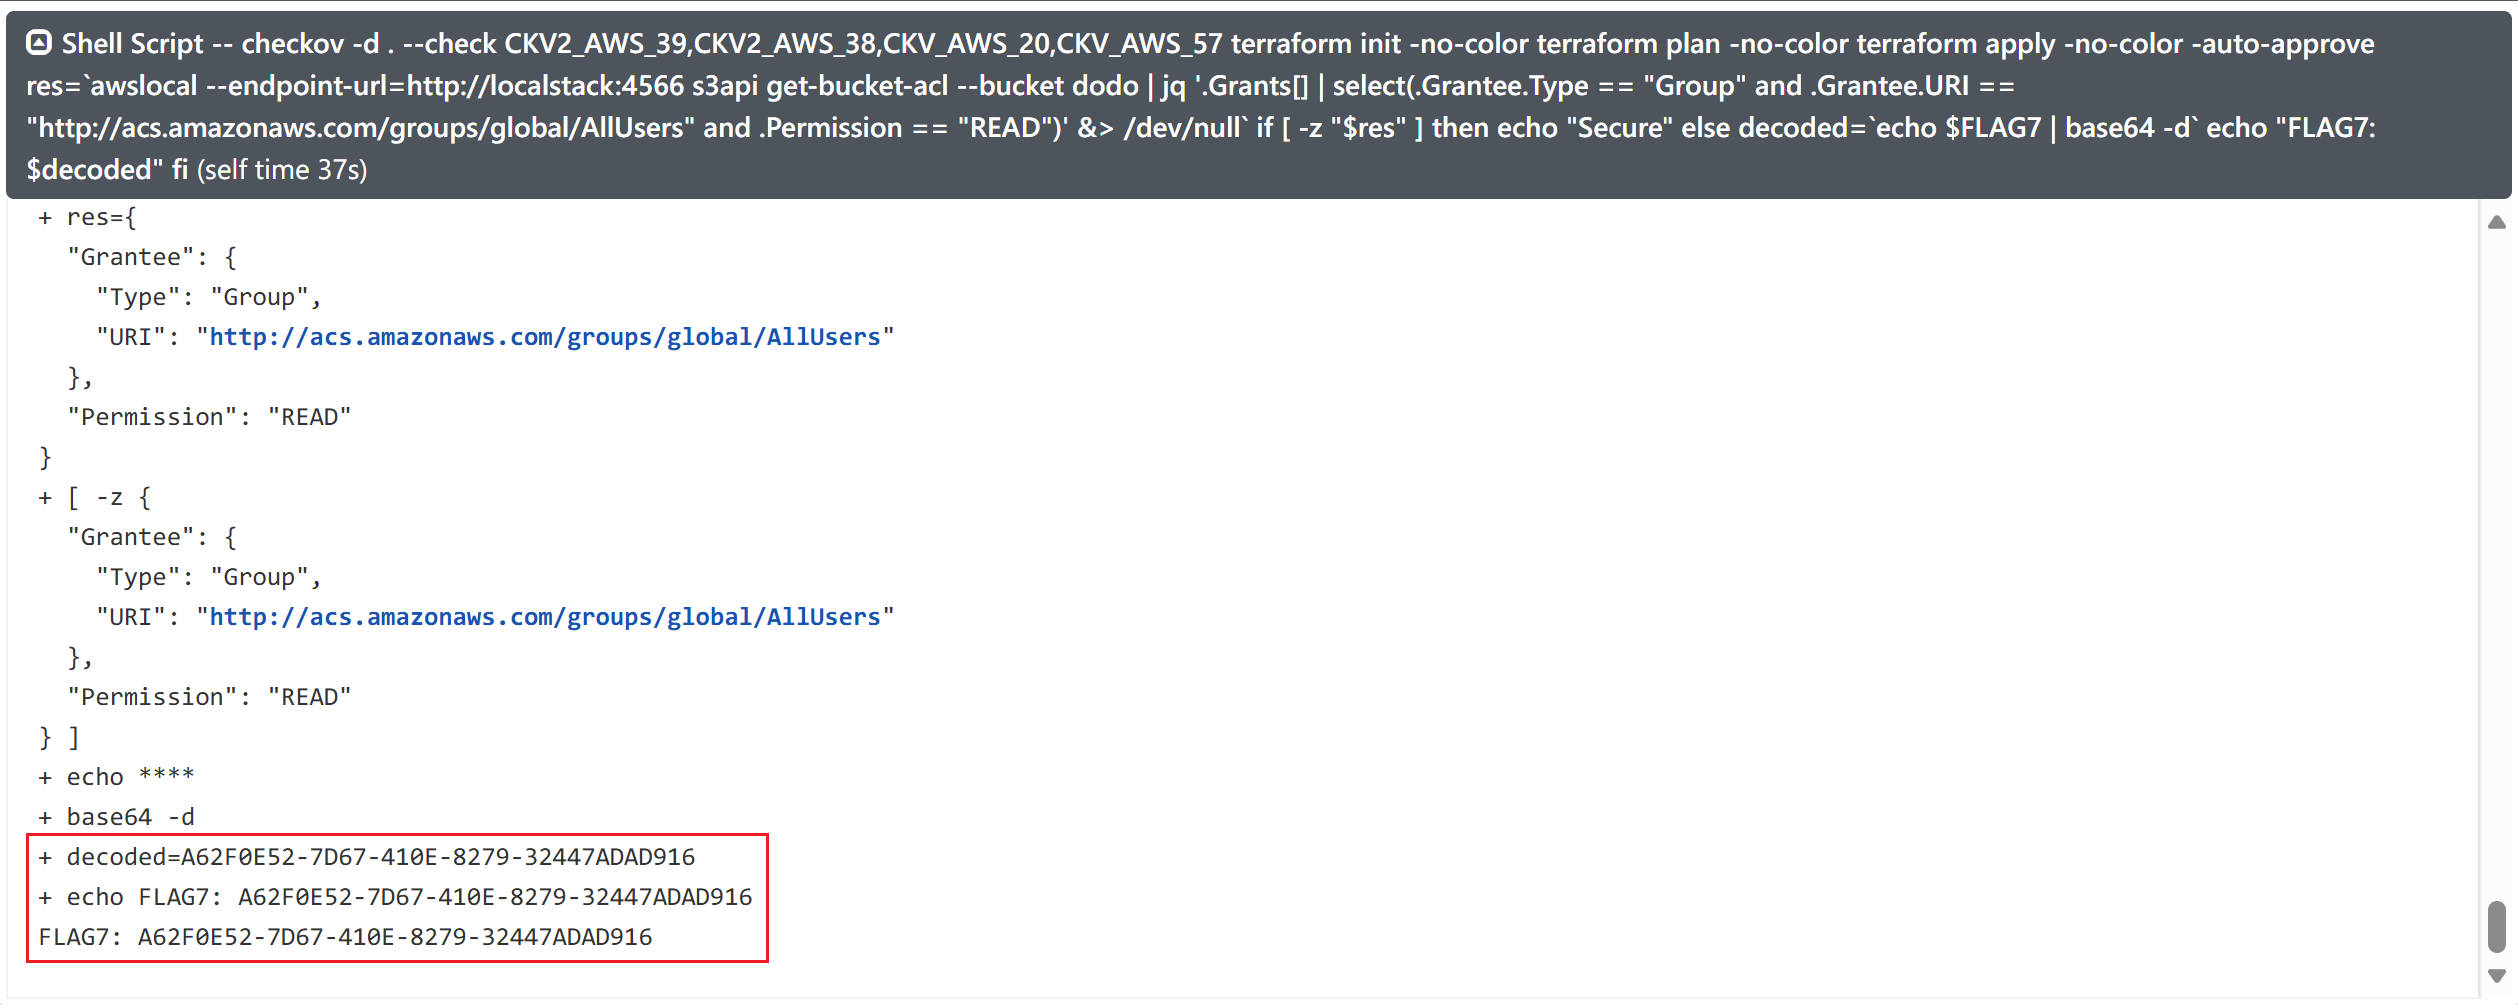 Shell Script -- checkov -d . --check CKV2_AWS_39,CKV2_AWS_38,CKV_AWS_20,CKV_AWS_57 terraform init -no-color terraform plan -no-color terraform apply -no-color -auto-approve
res=`awslocal --endpoint-url=http://localstack:4566 s3api get-bucket-acl --bucket dodo | jq '.Grants[] | select(.Grantee.Type == "Group" and .Grantee.URI ==
"http://acs.amazonaws.com/groups/global/AllUsers" and .Permission == "READ")' &> /dev/null` if [ -z "$res" ] then echo "Secure" else decoded=`echo $FLAG7 | base64 -d` echo "FLAG7:
$decoded" fi (self time 37s)
+ res={
  "Grantee": {
    "Type": "Group",
    "URI": "http://acs.amazonaws.com/groups/global/AllUsers"
  },
  "Permission": "READ"
}
+ [ -z {
  "Grantee": {
    "Type": "Group",
    "URI": "http://acs.amazonaws.com/groups/global/AllUsers"
  },
  "Permission": "READ"
} ]
+ echo ****
+ base64 -d
+ decoded=A62F0E52-7D67-410E-8279-32447ADAD916
+ echo FLAG7: A62F0E52-7D67-410E-8279-32447ADAD916
FLAG7: A62F0E52-7D67-410E-8279-32447ADAD916